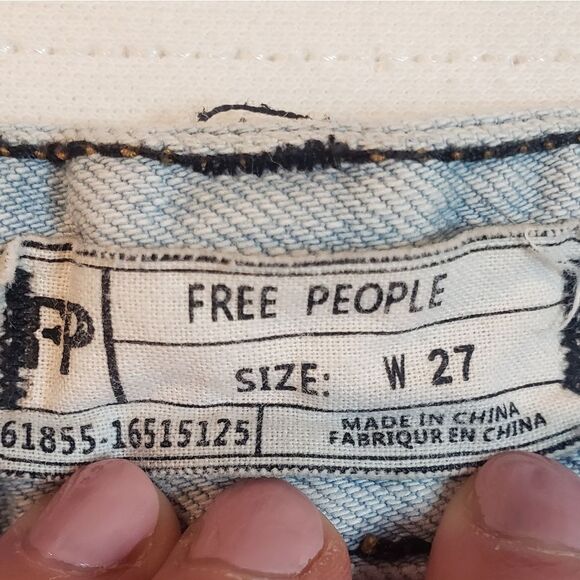 FP
FREE PEOPLE
SIZE: W 27
61855-16515125
MADE IN CHINA
FABRIQUR EN CHINA